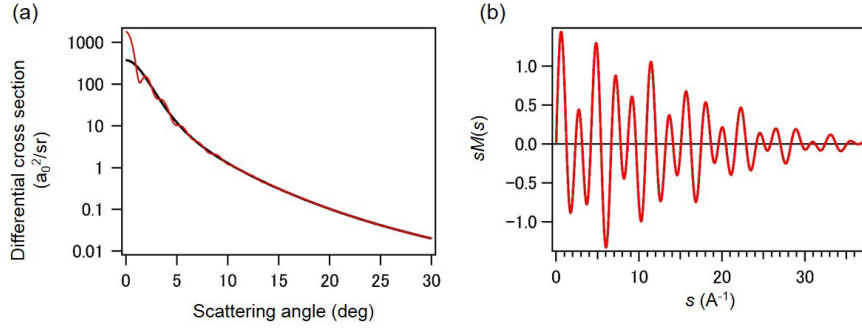 (a)
Differential cross section
(a₀²/sr)
1000
100
10
1
0.1
0.01
0 5 10 15 20 25 30
Scattering angle (deg)
(b)
sM(s)
1.0
0.5
0.0
-0.5
-1.0
0 10 20 30
s (A⁻¹)